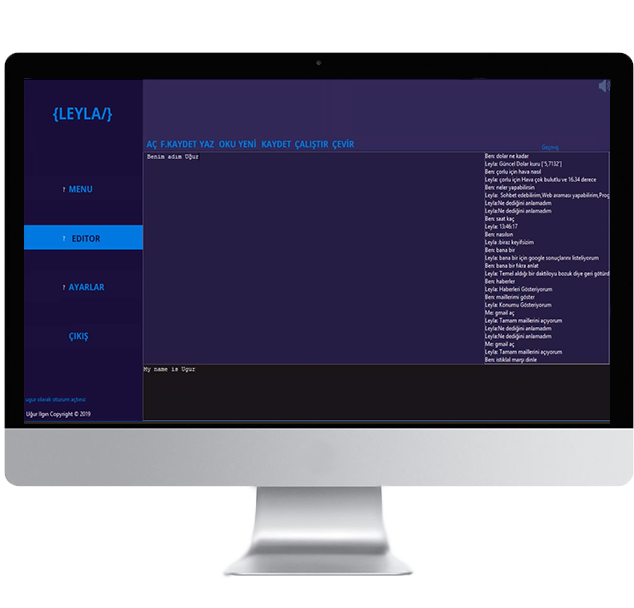 {LEYLA/}
? MENU
? EDITOR
? AYARLAR
ÇIKIŞ
ugur olarak oturum açtınız
Uğur Ilgın Copyright © 2019
AÇ F.KAYDET YAZ OKU YENİ KAYDET ÇALIŞTIR ÇEVİR
Geçmiş
Benim adım Uğur
Ben: dolar ne kadar
Leyla: Güncel Dolar kuru ['5,7132']
Ben: çorlu için hava nasıl
Leyla: çorlu için Hava çok bulutlu ve 16.34 derece
Ben: neler yapabilirsin
Leyla: Sohbet edebilirim,Web araması yapabilirim,Prog
Leyla:Ne dediğini anlamadım
Leyla:Ne dediğini anlamadım
Ben: saat kaç
Leyla: 13:46:17
Ben: nasılsın
Leyla :biraz keyifsizim
Ben: bana bir
Leyla: bana bir için google sonuçlarını listeliyorum
Ben: bana bir fıkra anlat
Leyla: Temel aldığı bir daktiloyu bozuk diye geri götürd
Ben: haberler
Leyla: Haberleri Gösteriyorum
Ben: maillerimi göster
Leyla: Konumu Gösteriyorum
Me: gmail aç
Leyla: Tamam maillerini açıyorum
Leyla:Ne dediğini anlamadım
Leyla:Ne dediğini anlamadım
Me: gmail aç
Leyla: Tamam maillerini açıyorum
Ben: istiklal marşı dinle
My name is Ugur